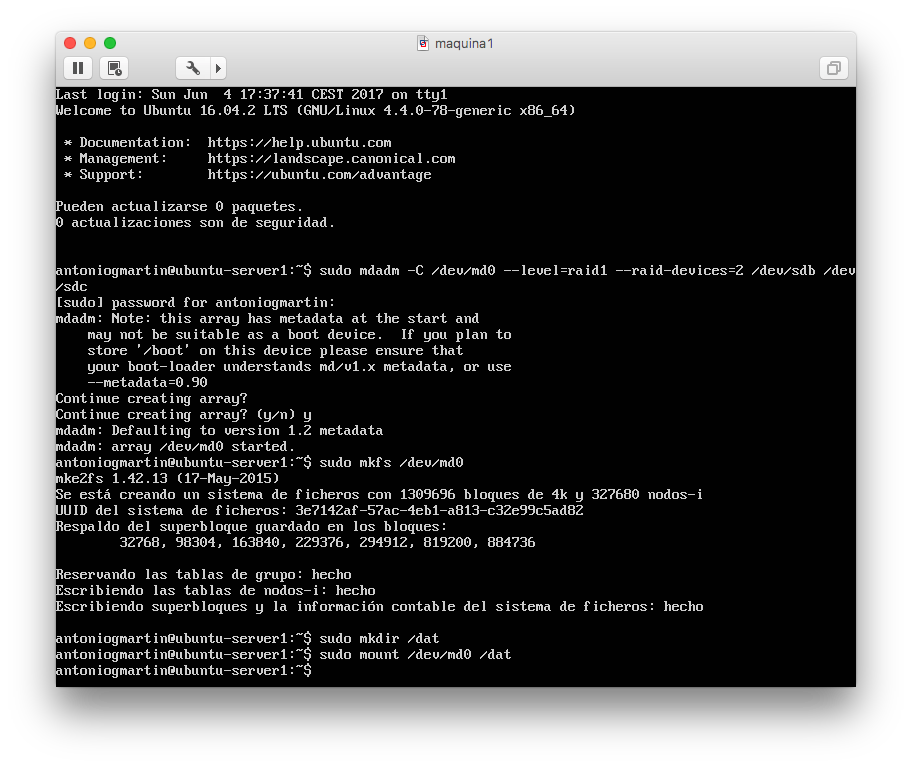 maquina1
Last login: Sun Jun  4 17:37:41 CEST 2017 on tty1
Welcome to Ubuntu 16.04.2 LTS (GNU/Linux 4.4.0-78-generic x86_64)
 * Documentation:  https://help.ubuntu.com
 * Management:     https://landscape.canonical.com
 * Support:        https://ubuntu.com/advantage
Pueden actualizarse 0 paquetes.
0 actualizaciones son de seguridad.
antoniogmartin@ubuntu-server1:~$ sudo mdadm -C /dev/md0 --level=raid1 --raid-devices=2 /dev/sdb /dev
/sdc
[sudo] password for antoniogmartin:
mdadm: Note: this array has metadata at the start and
    may not be suitable as a boot device.  If you plan to
    store '/boot' on this device please ensure that
    your boot-loader understands md/v1.x metadata, or use
    --metadata=0.90
Continue creating array?
Continue creating array? (y/n) y
mdadm: Defaulting to version 1.2 metadata
mdadm: array /dev/md0 started.
antoniogmartin@ubuntu-server1:~$ sudo mkfs /dev/md0
mke2fs 1.42.13 (17-May-2015)
Se está creando un sistema de ficheros con 1309696 bloques de 4k y 327680 nodos-i
UUID del sistema de ficheros: 3e7142af-57ac-4eb1-a813-c32e99c5ad82
Respaldo del superbloque guardado en los bloques:
        32768, 98304, 163840, 229376, 294912, 819200, 884736
Reservando las tablas de grupo: hecho
Escribiendo las tablas de nodos-i: hecho
Escribiendo superbloques y la información contable del sistema de ficheros: hecho
antoniogmartin@ubuntu-server1:~$ sudo mkdir /dat
antoniogmartin@ubuntu-server1:~$ sudo mount /dev/md0 /dat
antoniogmartin@ubuntu-server1:~$